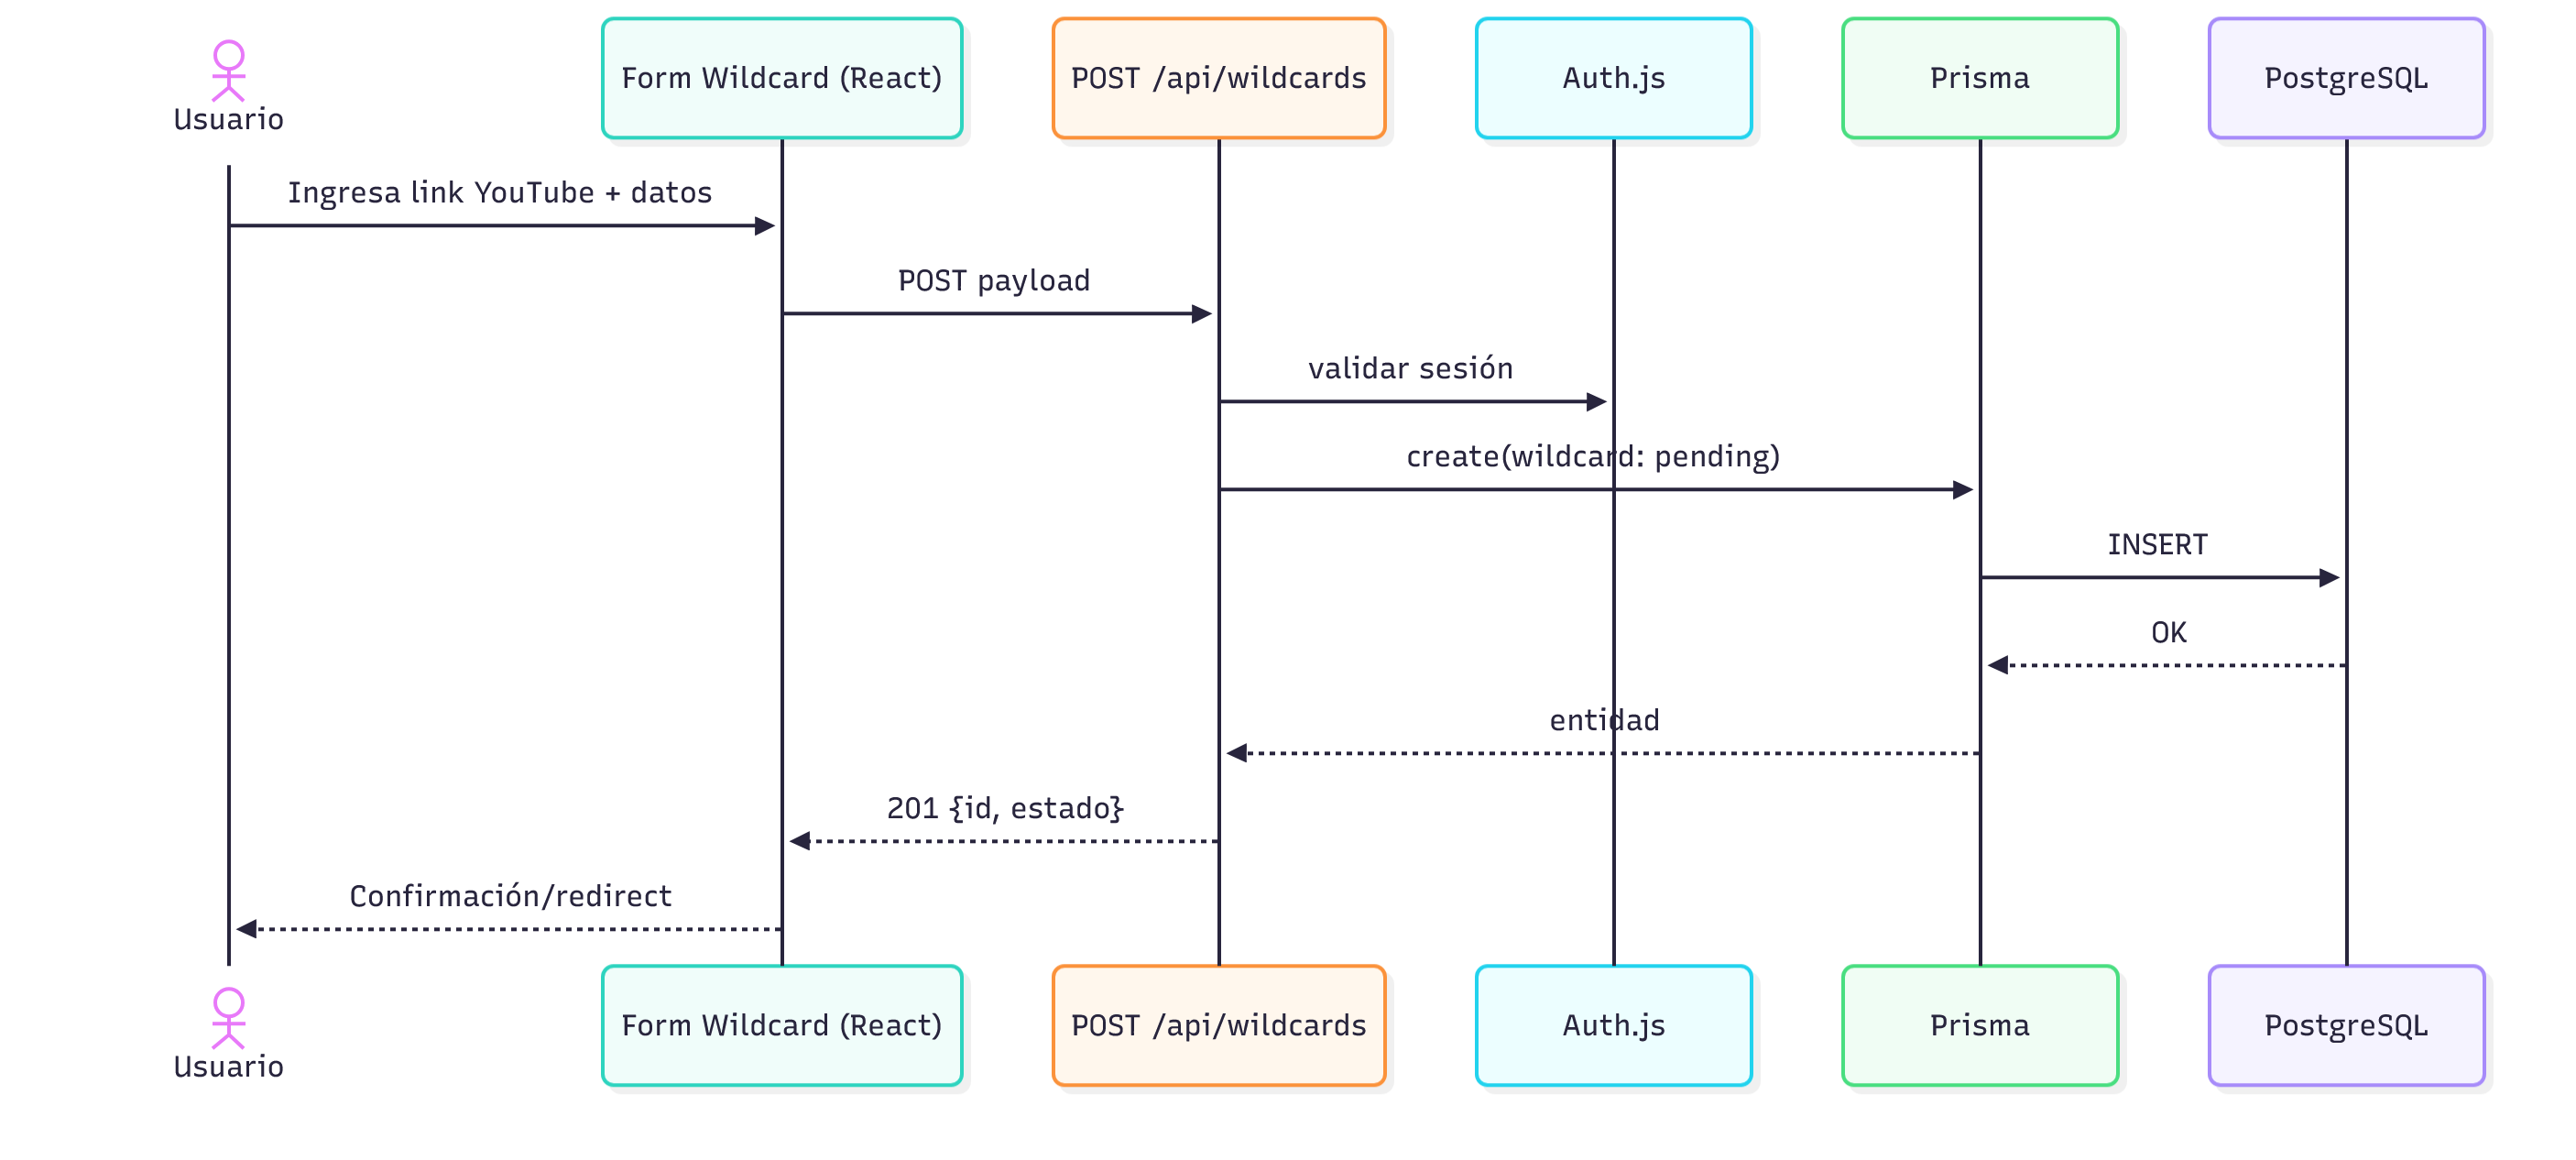 Usuario
Form Wildcard (React)
POST /api/wildcards
Auth.js
Prisma
PostgreSQL
Ingresa link YouTube + datos
POST payload
validar sesión
create(wildcard: pending)
INSERT
OK
entidad
201 {id, estado}
Confirmación/redirect
Usuario
Form Wildcard (React)
POST /api/wildcards
Auth.js
Prisma
PostgreSQL